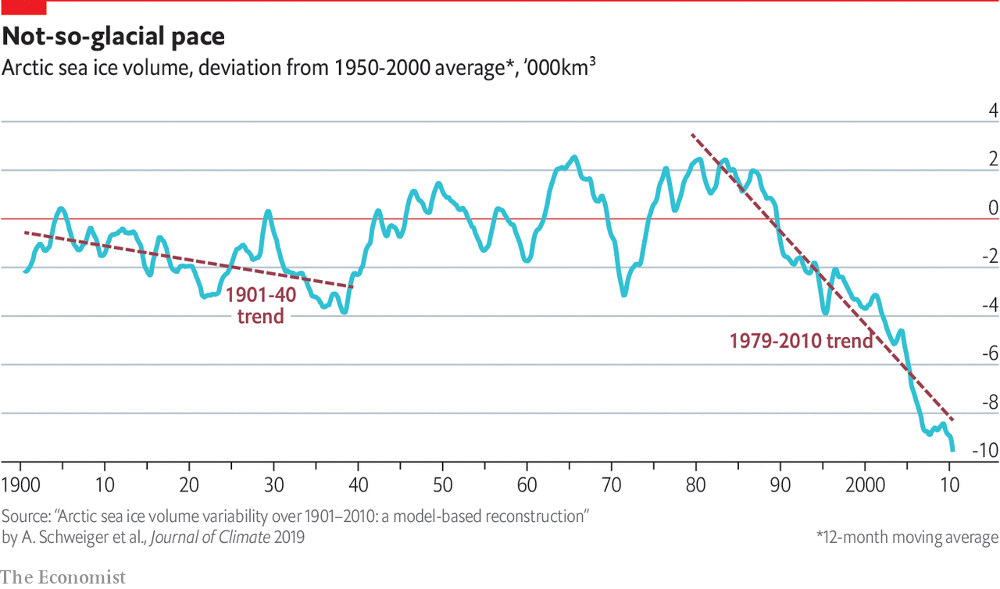 Not-so-glacial pace
Arctic sea ice volume, deviation from 1950-2000 average*, ’000km³
4
2
0
-2
-4
-6
-8
-10
1901-40
trend
1979-2010 trend
1900 10 20 30 40 50 60 70 80 90 2000 10
Source: “Arctic sea ice volume variability over 1901–2010: a model-based reconstruction”
by A. Schweiger et al., Journal of Climate 2019
*12-month moving average
The Economist